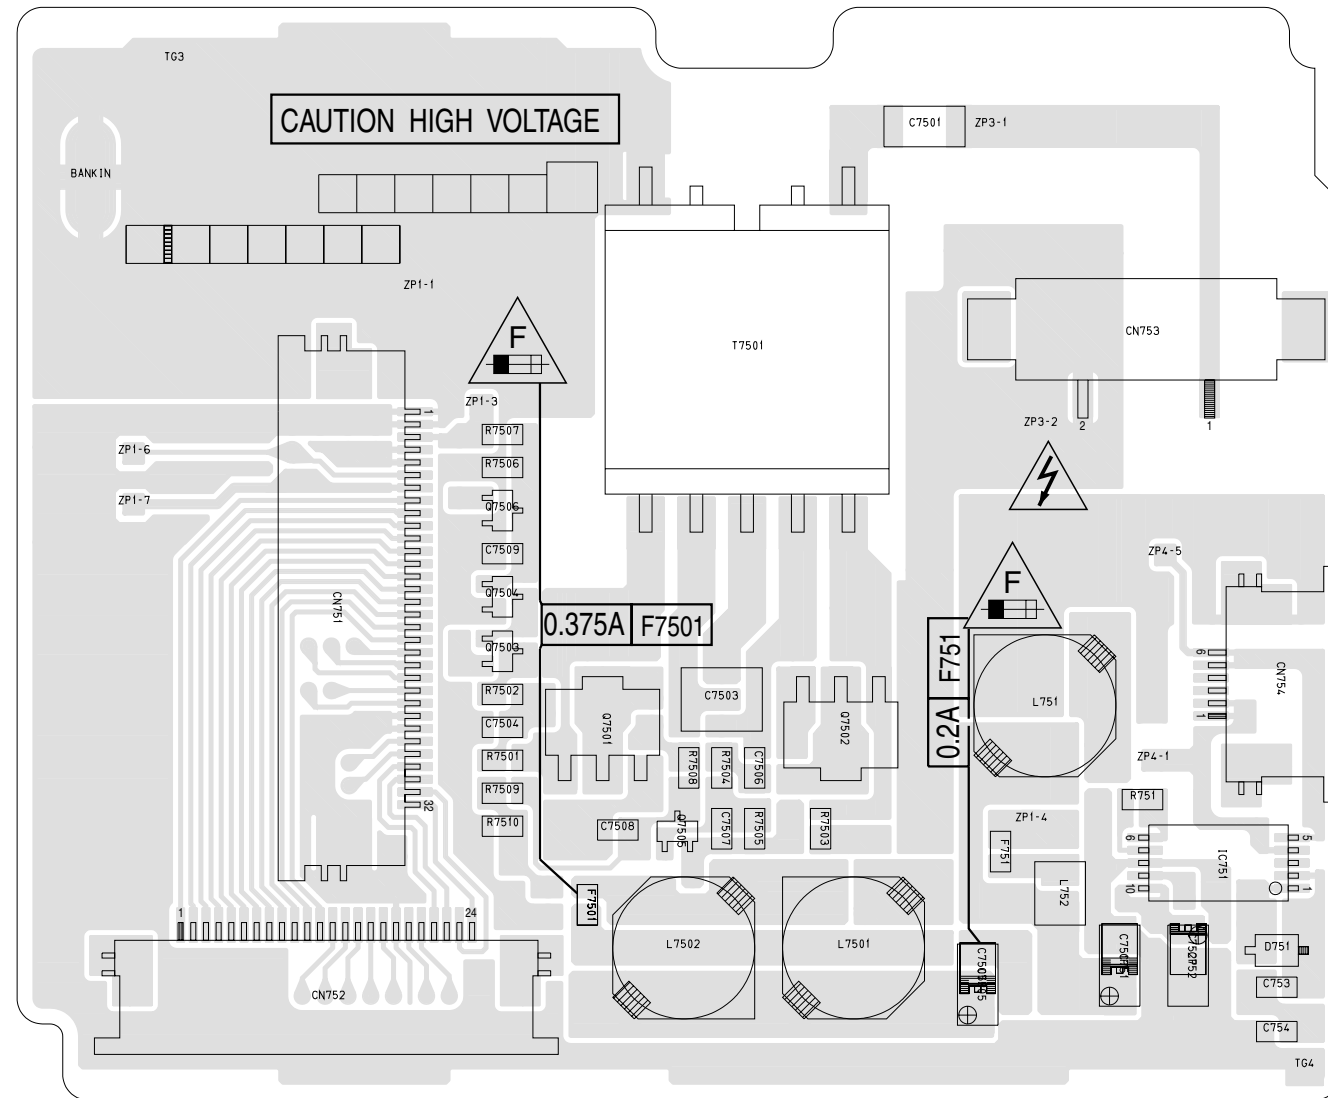 TG3
CAUTION HIGH VOLTAGE
C7501
ZP3-1
BANKIN
ZP1-1
F
T7501
CN753
ZP1-3
1
ZP3-2
2
1
R7507
ZP1-6
R7506
ZP1-7
Q7506
C7509
ZP4-5
F
Q7504
CN751
0.375A
F7501
F751
Q7503
6
CN754
R7502
C7503
L751
1
C7504
Q7501
Q7502
0.2A
R7501
R7508
R7504
C7506
ZP4-1
R7509
32
R751
R7510
C7508
Q7505
C7507
R7505
R7503
ZP1-4
6
5
F751
IC751
10
1
L752
F7501
1
24
L7502
L7501
D751
CN752
C753
C754
TG4